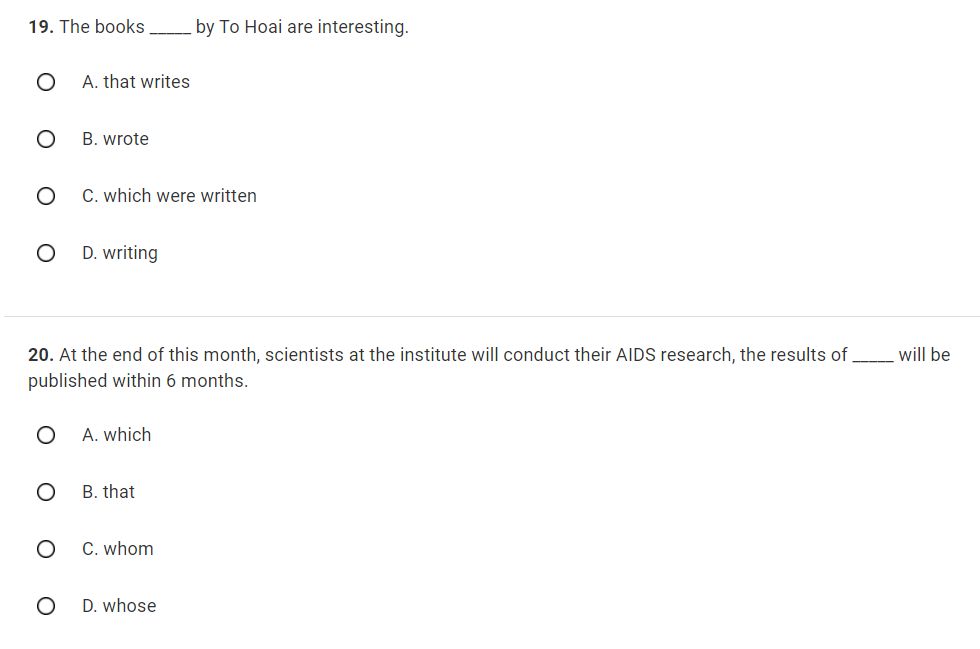 19. The books _____ by To Hoai are interesting.
A. that writes
B. wrote
C. which were written
D. writing
20. At the end of this month, scientists at the institute will conduct their AIDS research, the results of _____ will be
published within 6 months.
A. which
B. that
C. whom
D. whose